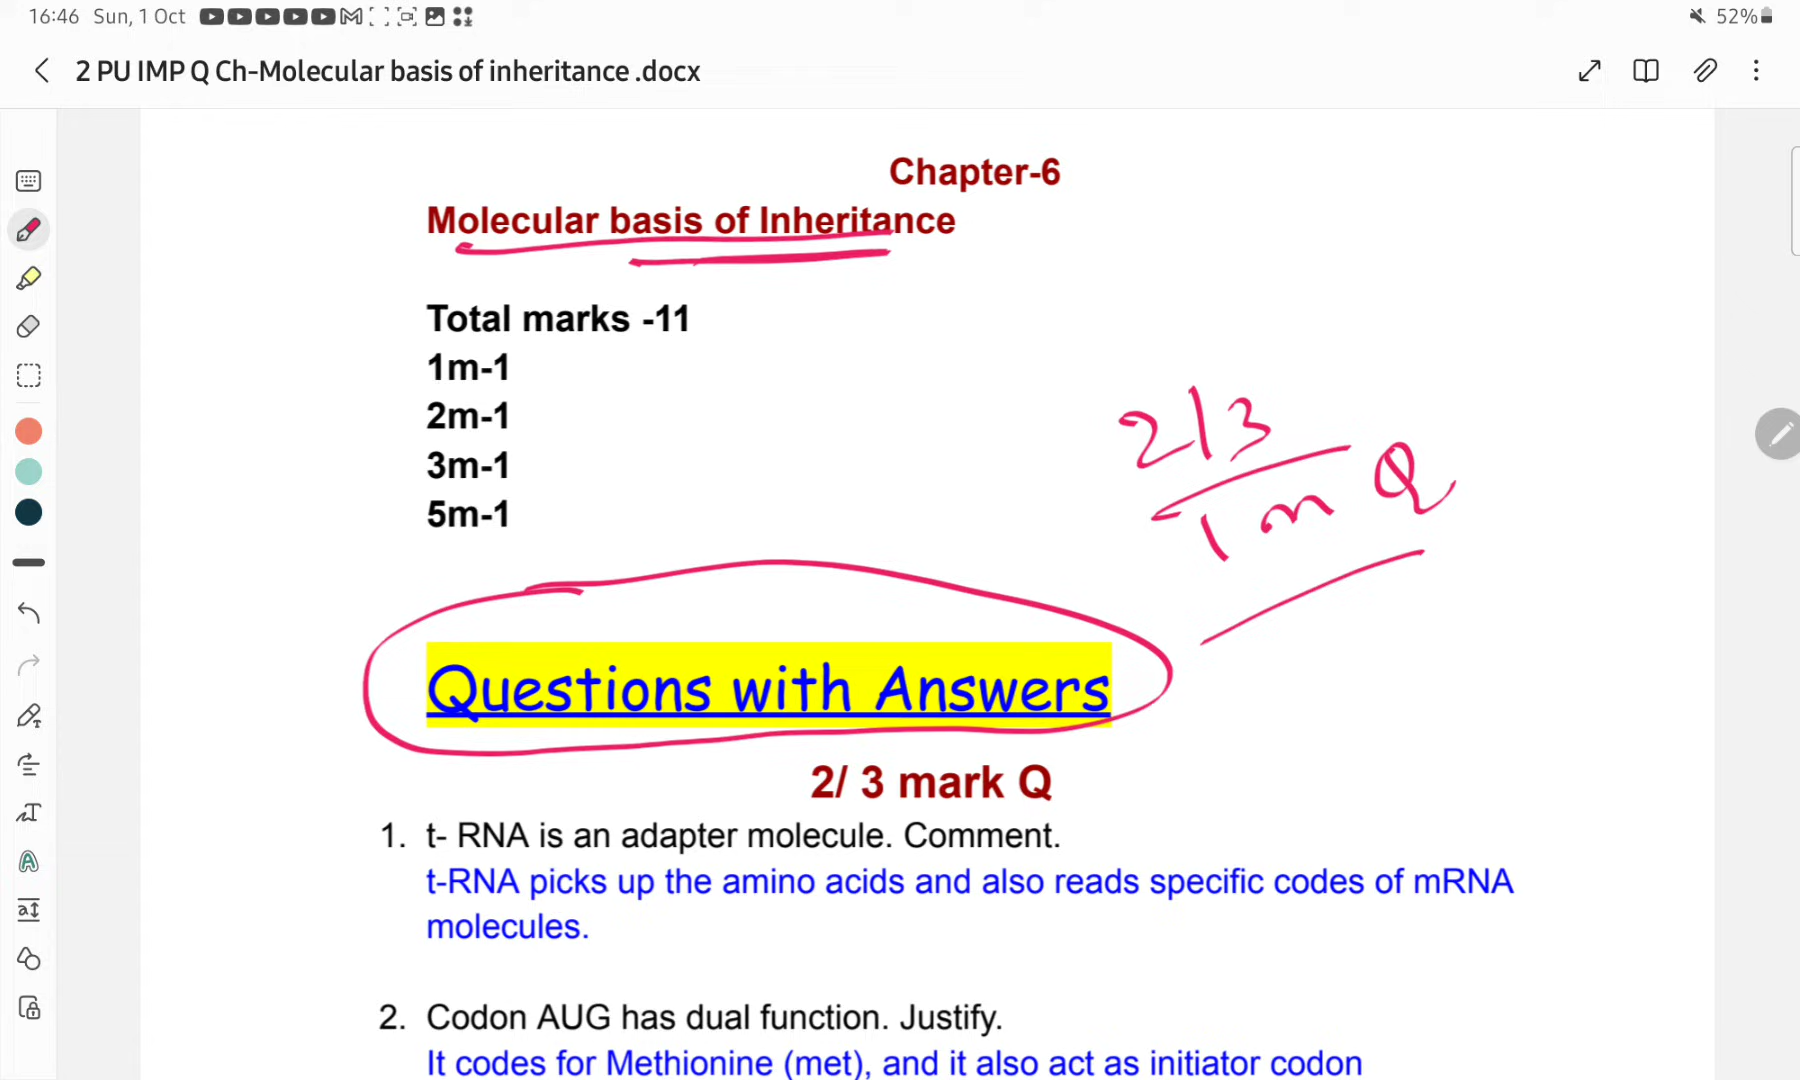 16:46 Sun, 1 Oct
52%
2 PU IMP Q Ch-Molecular basis of inheritance .docx
Chapter-6
Molecular basis of Inheritance
Total marks -11
1m-1
2m-1
3m-1
5m-1
2/3
1 m Q
Questions with Answers
2/ 3 mark Q
1. t- RNA is an adapter molecule. Comment.
t-RNA picks up the amino acids and also reads specific codes of mRNA
molecules.
2. Codon AUG has dual function. Justify.
It codes for Methionine (met), and it also act as initiator codon